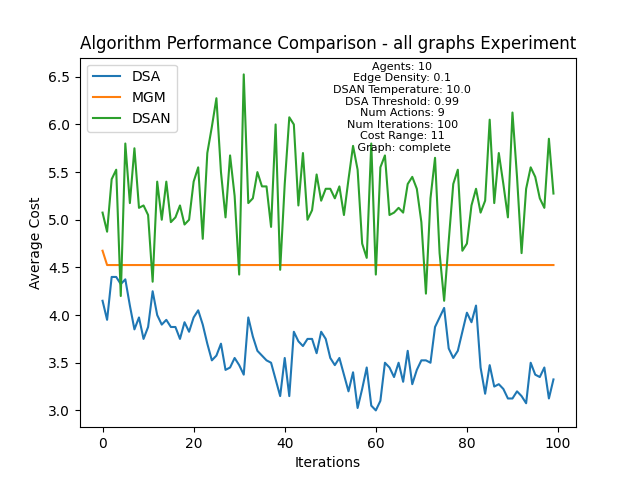 Algorithm Performance Comparison - all graphs Experiment
DSA
MGM
DSAN
Agents: 10
Edge Density: 0.1
DSAN Temperature: 10.0
DSA Threshold: 0.99
Num Actions: 9
Num Iterations: 100
Cost Range: 11
Graph: complete
Average Cost
6.5
6.0
5.5
5.0
4.5
4.0
3.5
3.0
0 20 40 60 80 100
Iterations